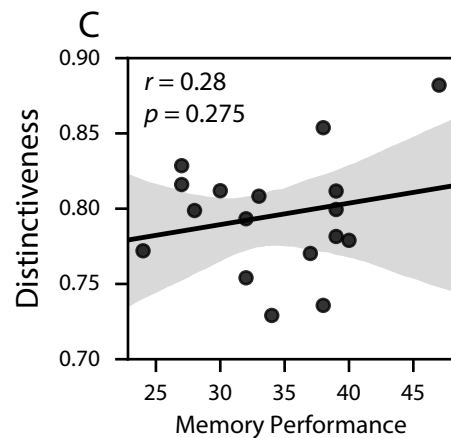 C
r = 0.28
p = 0.275
Distinctiveness
0.90
0.85
0.80
0.75
0.70
25 30 35 40 45
Memory Performance